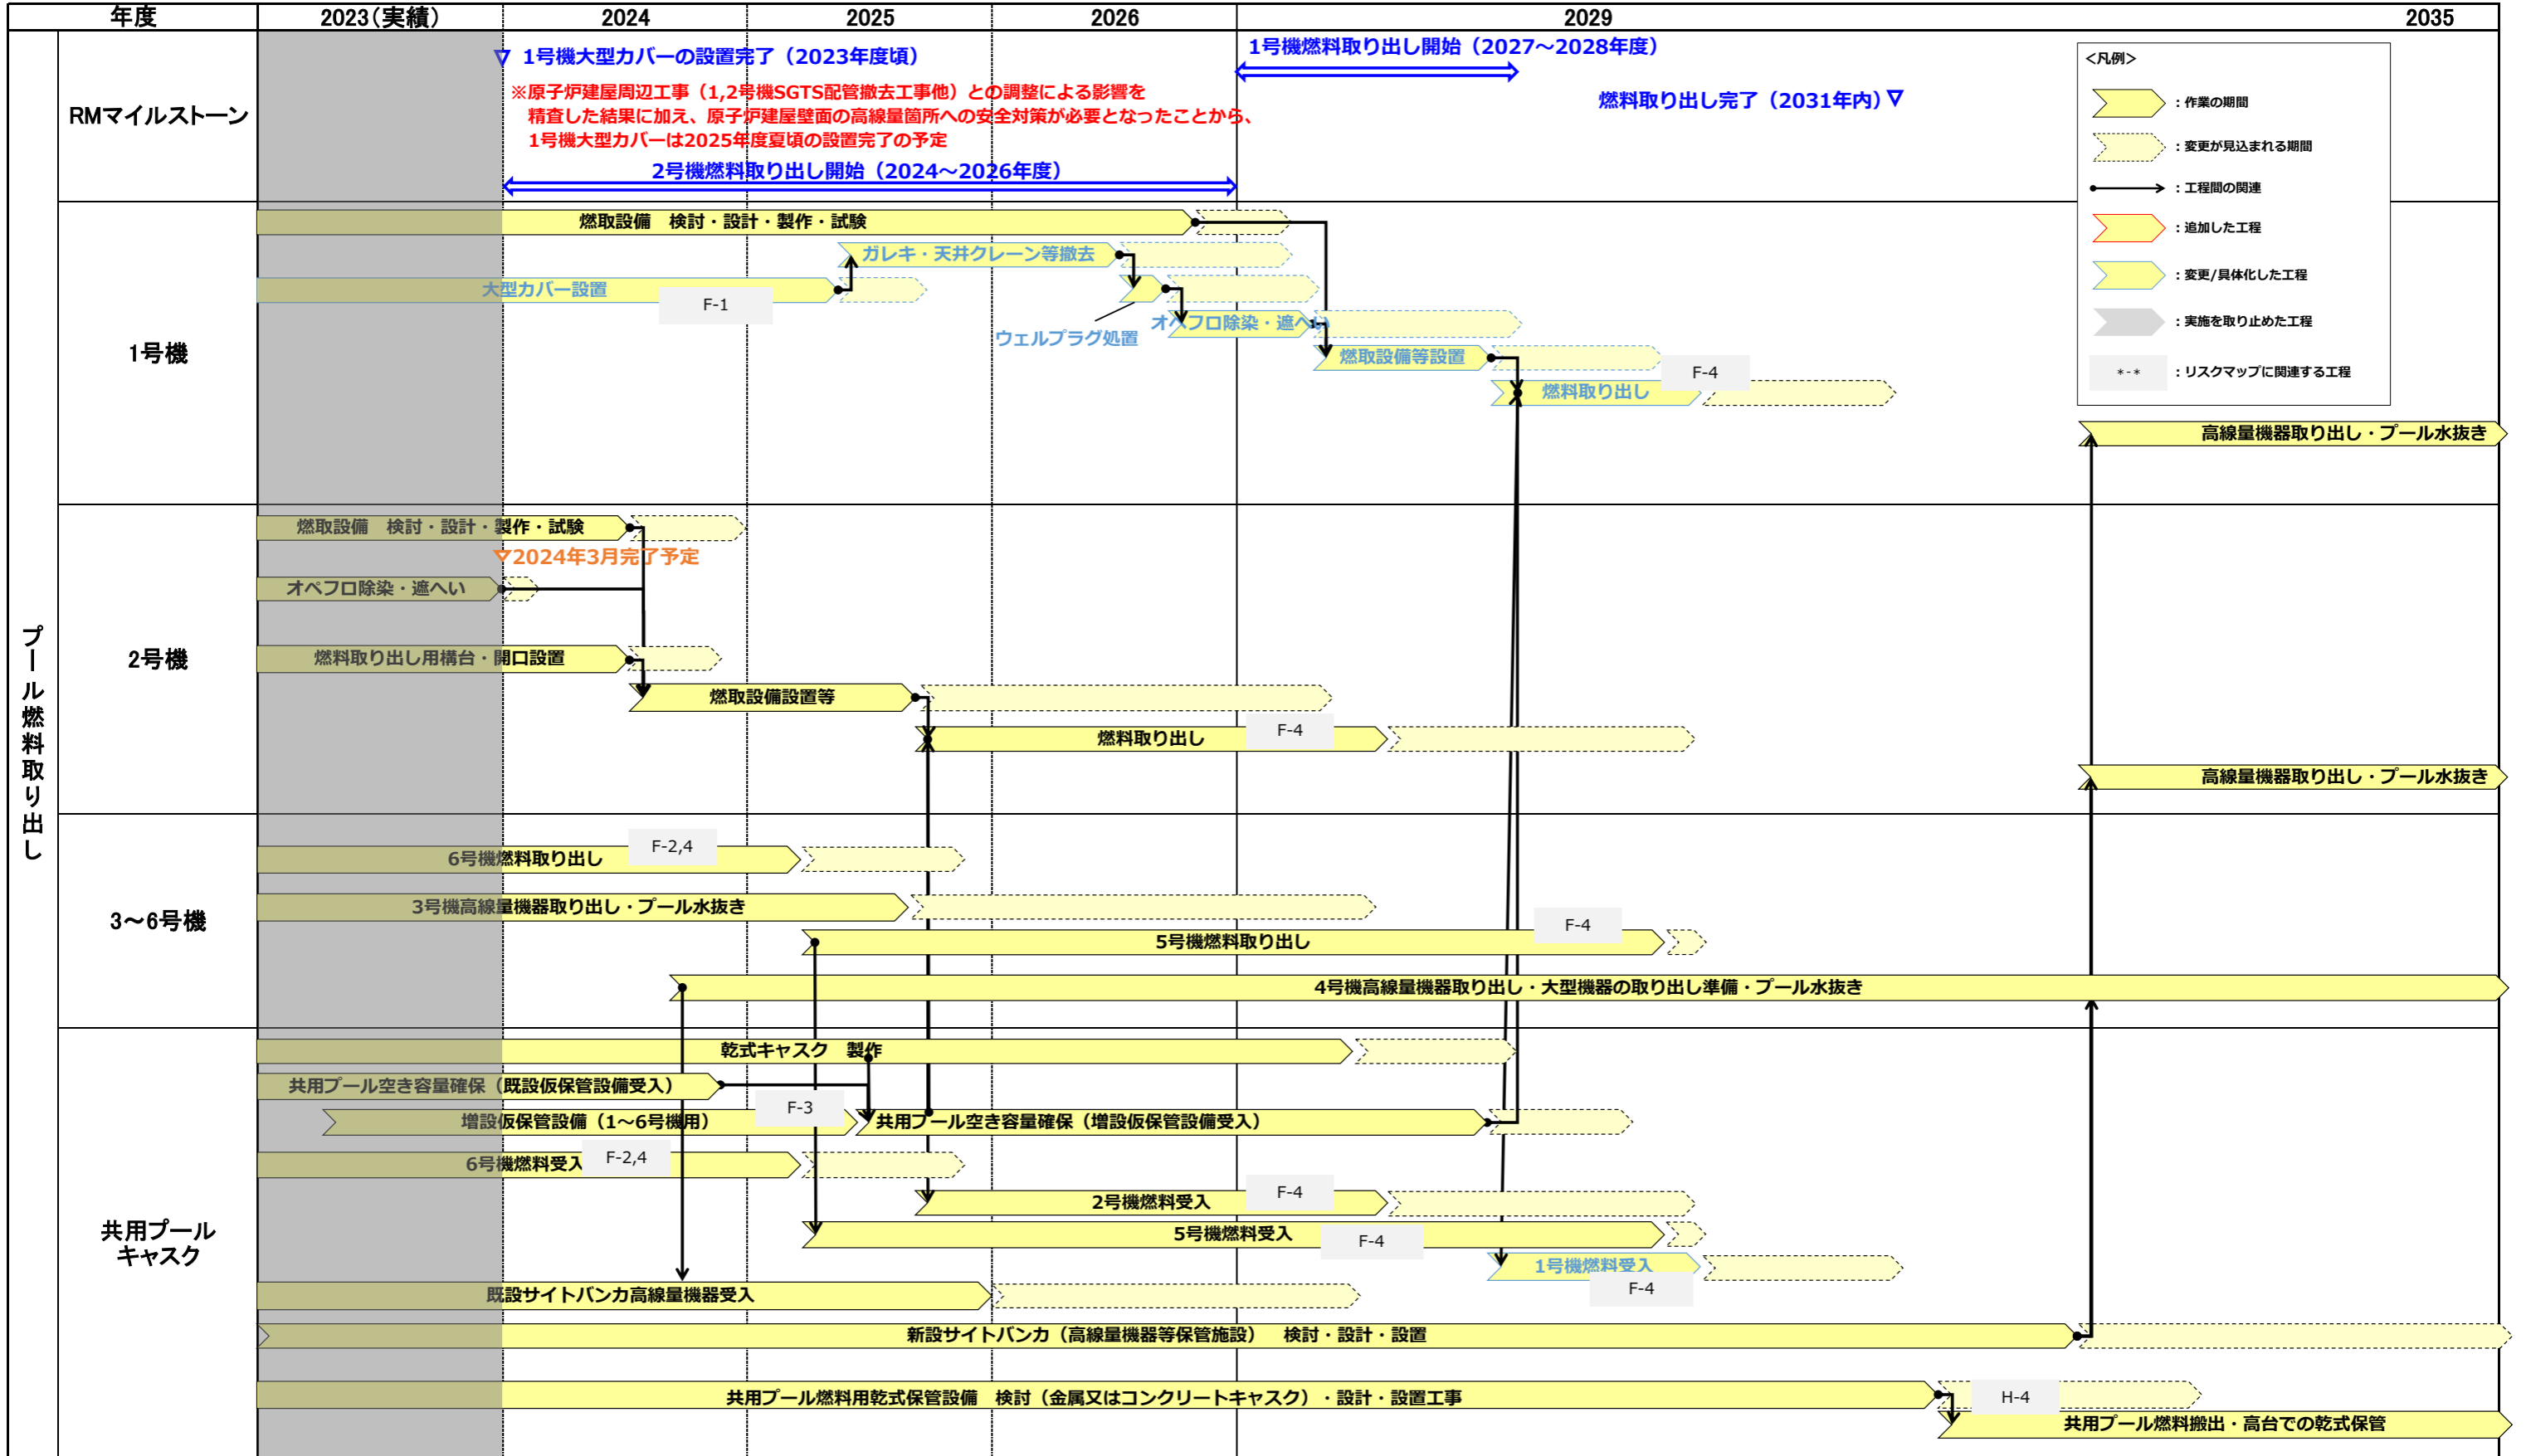 年度
2023（実績）
2024
2025
2026
2029
2035
プール燃料取り出し
RMマイルストーン
1号機大型カバーの設置完了（2023年度頃）
※原子炉建屋周辺工事（1,2号機SGTS配管撤去工事他）との調整による影響を
精査した結果に加え、原子炉建屋壁面の高線量箇所への安全対策が必要となったことから、
1号機大型カバーは2025年度夏頃の設置完了の予定
2号機燃料取り出し開始（2024～2026年度）
1号機燃料取り出し開始（2027～2028年度）
燃料取り出し完了（2031年内）
＜凡例＞
：作業の期間
：変更が見込まれる期間
：工程間の関連
：追加した工程
：変更/具体化した工程
：実施を取り止めた工程
*-*
：リスクマップに関連する工程
1号機
燃取設備　検討・設計・製作・試験
ガレキ・天井クレーン等撤去
大型カバー設置
F-1
ウェルプラグ処置
オペフロ除染・遮へい
燃取設備等設置
燃料取り出し
F-4
高線量機器取り出し・プール水抜き
2号機
燃取設備　検討・設計・製作・試験
2024年3月完了予定
オペフロ除染・遮へい
燃料取り出し用構台・開口設置
燃取設備設置等
燃料取り出し
F-4
高線量機器取り出し・プール水抜き
3～6号機
6号機燃料取り出し
F-2,4
3号機高線量機器取り出し・プール水抜き
5号機燃料取り出し
F-4
4号機高線量機器取り出し・大型機器の取り出し準備・プール水抜き
共用プール
キャスク
乾式キャスク　製作
共用プール空き容量確保（既設仮保管設備受入）
増設仮保管設備（1～6号機用）
F-3
共用プール空き容量確保（増設仮保管設備受入）
6号機燃料受入
F-2,4
2号機燃料受入
F-4
5号機燃料受入
F-4
1号機燃料受入
F-4
既設サイトバンカ高線量機器受入
新設サイトバンカ（高線量機器等保管施設）　検討・設計・設置
共用プール燃料用乾式保管設備　検討（金属又はコンクリートキャスク）・設計・設置工事
H-4
共用プール燃料搬出・高台での乾式保管